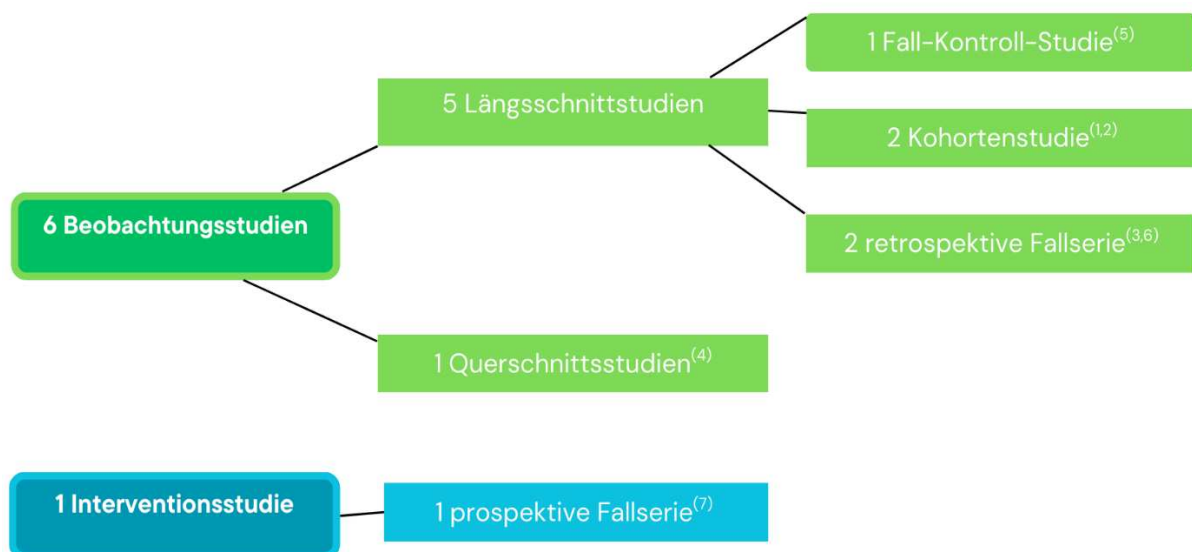 1 Fall-Kontroll-Studie(5)
5 Längsschnittstudien
2 Kohortenstudie(1,2)
6 Beobachtungsstudien
2 retrospektive Fallserie(3,6)
1 Querschnittsstudien(4)
1 Interventionsstudie
1 prospektive Fallserie(7)